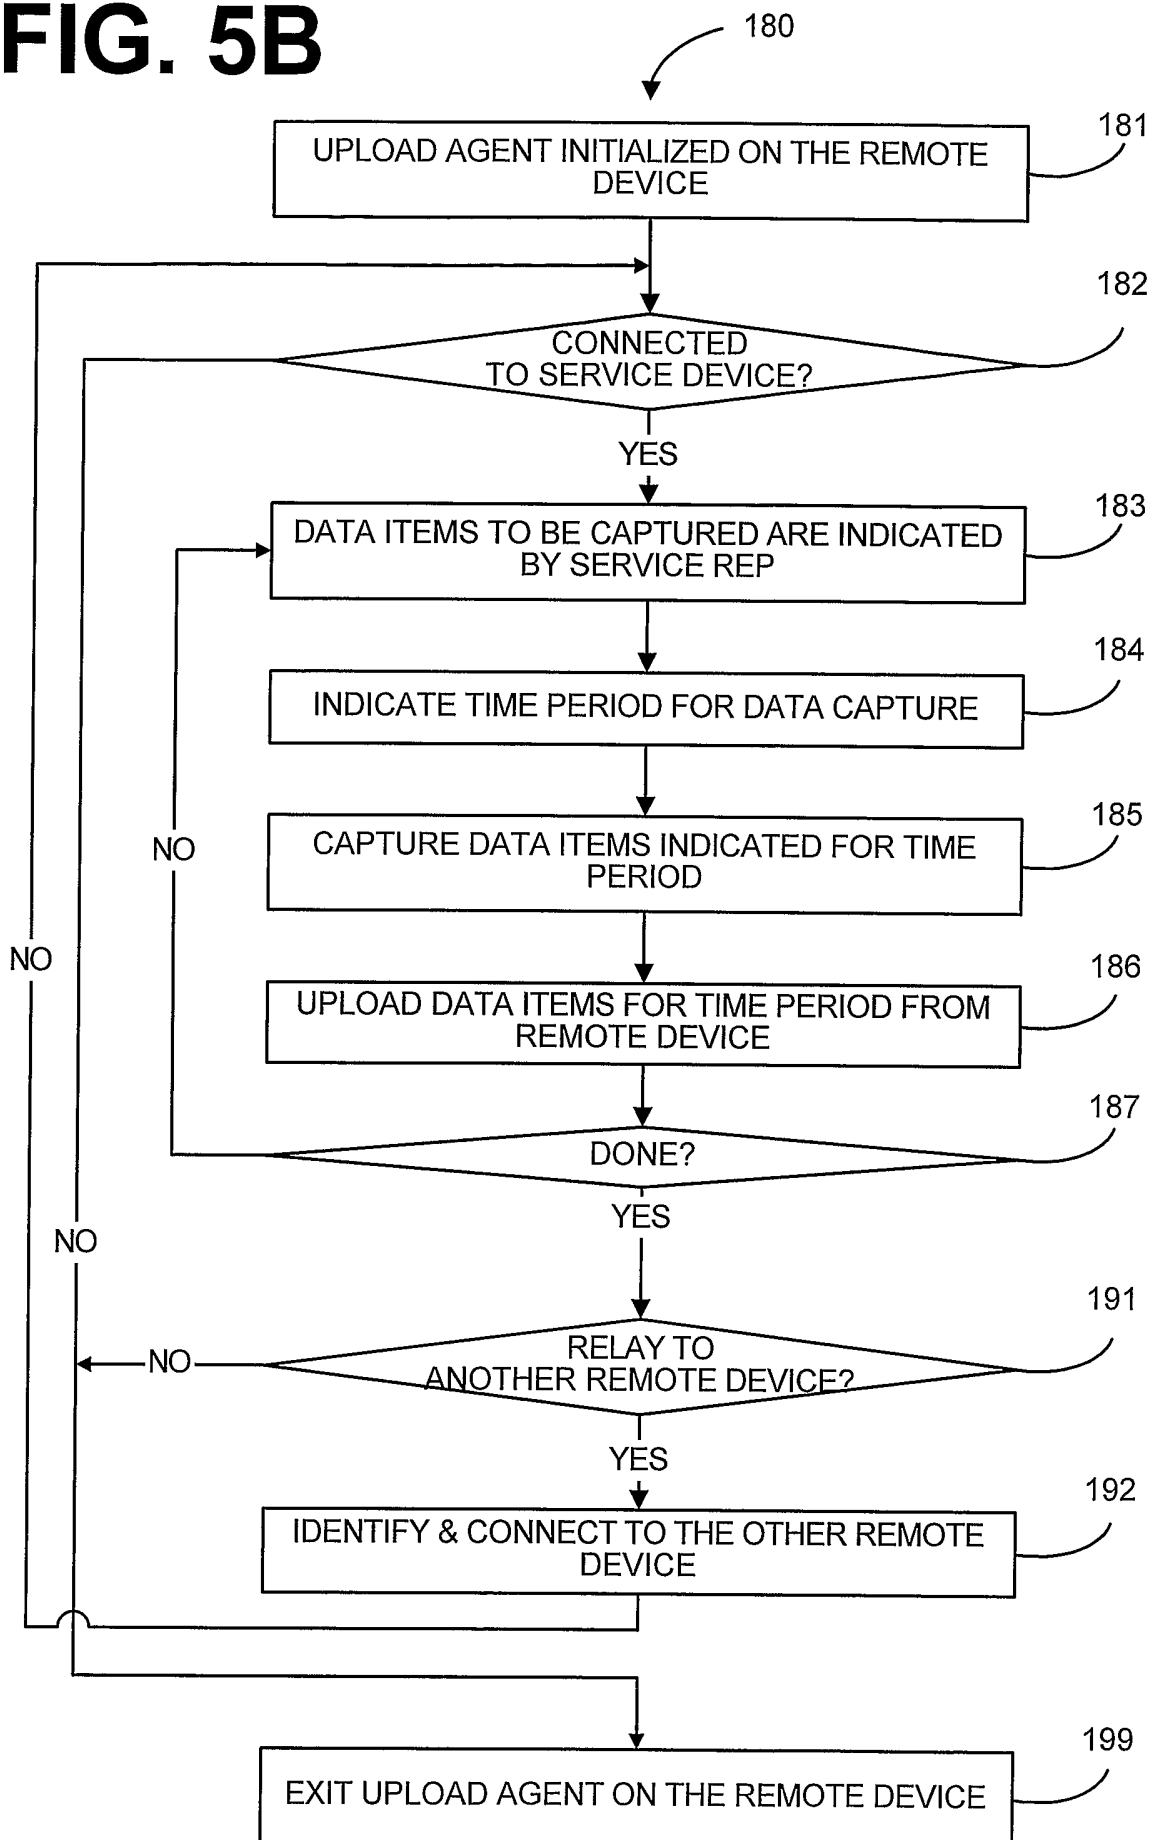 FIG. 5B
180
UPLOAD AGENT INITIALIZED ON THE REMOTE
DEVICE
181
CONNECTED
TO SERVICE DEVICE?
182
YES
DATA ITEMS TO BE CAPTURED ARE INDICATED
BY SERVICE REP
183
INDICATE TIME PERIOD FOR DATA CAPTURE
184
CAPTURE DATA ITEMS INDICATED FOR TIME
PERIOD
185
NO
NO
UPLOAD DATA ITEMS FOR TIME PERIOD FROM
REMOTE DEVICE
186
DONE?
187
YES
NO
RELAY TO
ANOTHER REMOTE DEVICE?
191
NO
YES
IDENTIFY & CONNECT TO THE OTHER REMOTE
DEVICE
192
EXIT UPLOAD AGENT ON THE REMOTE DEVICE
199